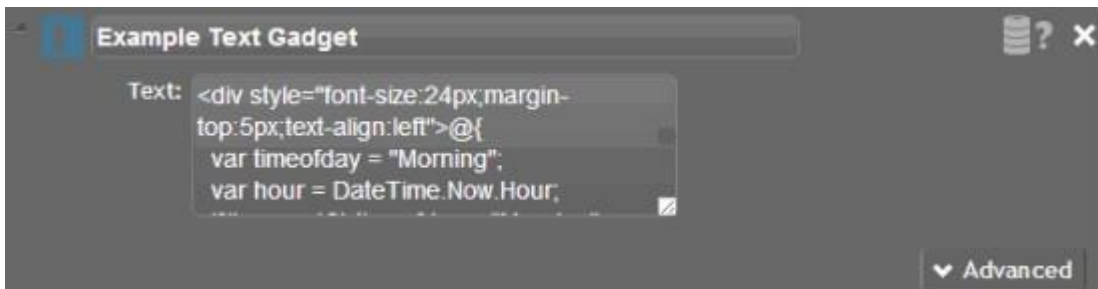 Example Text Gadget
?
Text:
<div style="font-size:24px;margin-
top:5px;text-align:left">@{
var timeofday = "Morning";
var hour = DateTime.Now.Hour;
Advanced